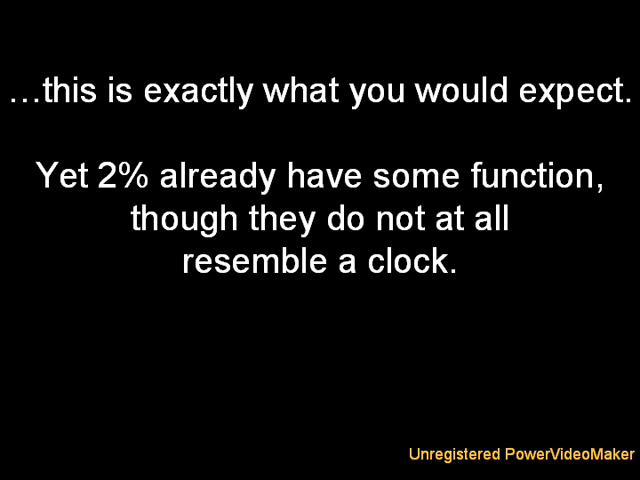 …this is exactly what you would expect.
Yet 2% already have some function,
though they do not at all
resemble a clock.
Unregistered PowerVideoMaker